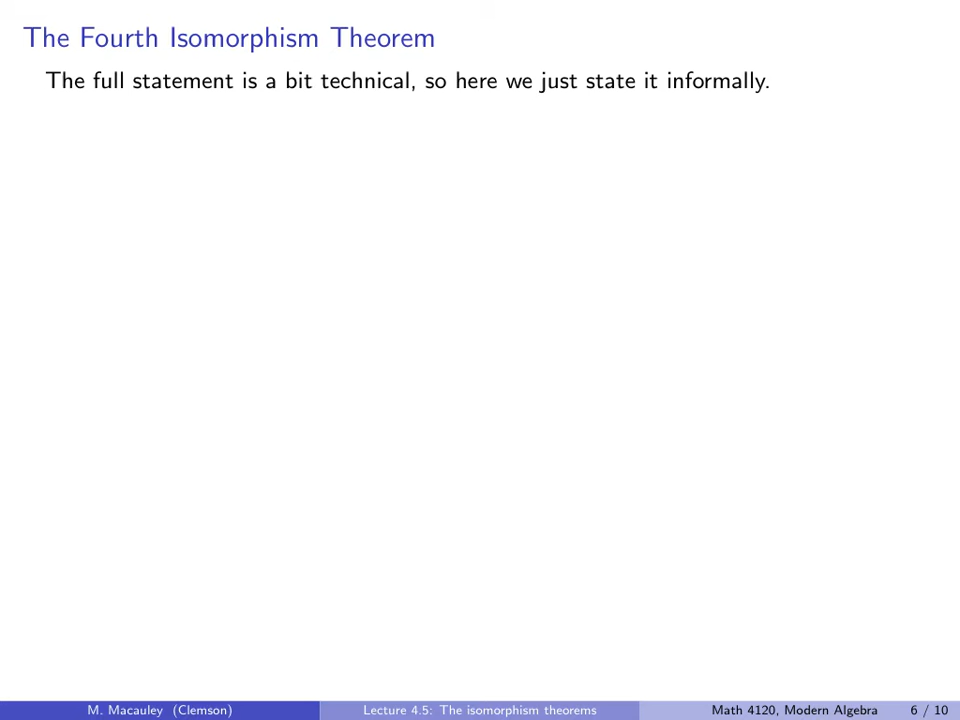 The Fourth Isomorphism Theorem
The full statement is a bit technical, so here we just state it informally.
M. Macauley (Clemson) Lecture 4.5: The isomorphism theorems Math 4120, Modern Algebra 6 / 10